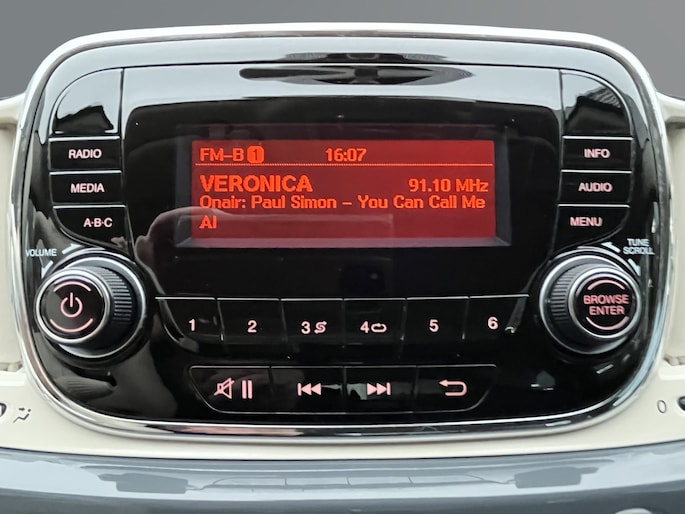 FM-B 1 16:07
VERONICA 91.10 MHz
Onair: Paul Simon - You Can Call Me
Al
RADIO
MEDIA
A·B·C
VOLUME
INFO
AUDIO
MENU
TUNE
SCROLL
BROWSE
ENTER
1 2 3 4 5 6
0